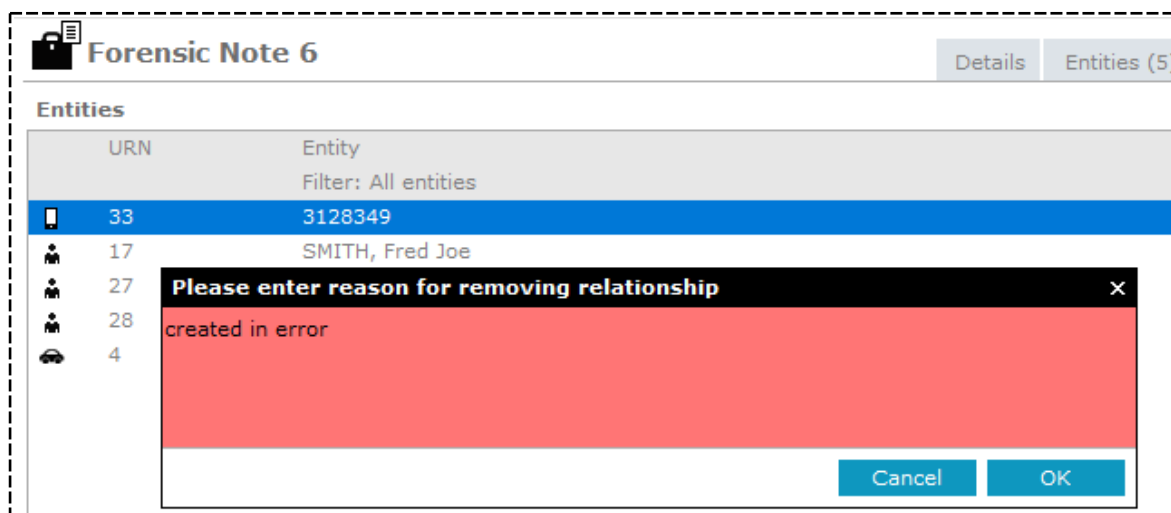 Forensic Note 6
Details Entities (5)
Entities
URN Entity
Filter: All entities
33 3128349
17 SMITH, Fred Joe
27 Please enter reason for removing relationship ×
28 created in error
4
Cancel OK